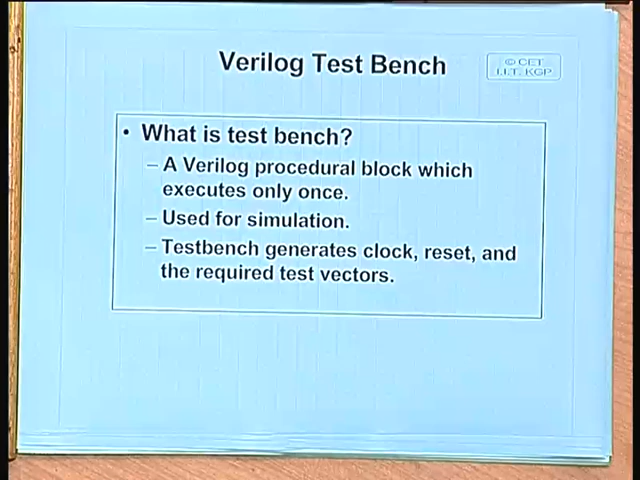 Verilog Test Bench
© CET
I.I.T. KGP
• What is test bench?
– A Verilog procedural block which
executes only once.
– Used for simulation.
– Testbench generates clock, reset, and
the required test vectors.